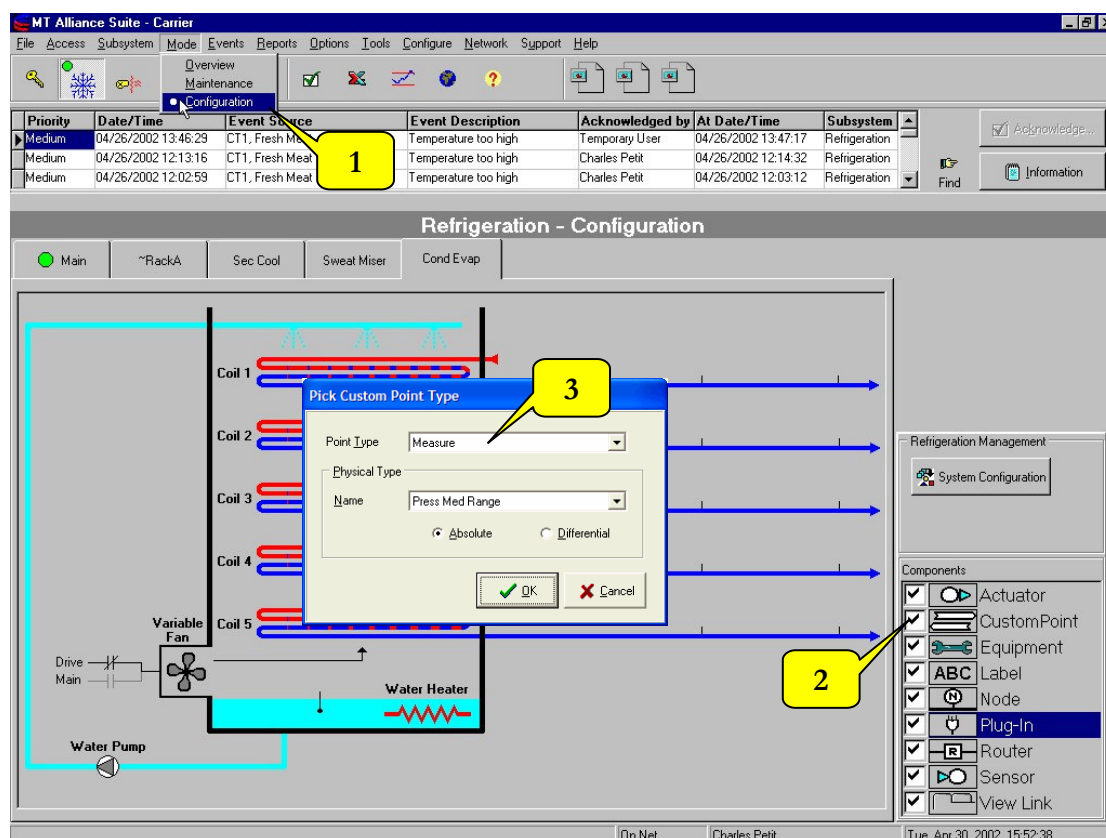 MT Alliance Suite - Carrier
File Access Subsystem Mode Events Reports Options Tools Configure Network Support Help
Overview
Maintenance
Configuration
1
Priority Date/Time Event Source Event Description Acknowledged by At Date/Time Subsystem
Medium 04/26/2002 13:46:29 CT1, Fresh Meat Temperature too high Temporary User 04/26/2002 13:47:17 Refrigeration
Medium 04/26/2002 12:13:16 CT1, Fresh Meat Temperature too high Charles Petit 04/26/2002 12:14:32 Refrigeration
Medium 04/26/2002 12:02:59 CT1, Fresh Meat Temperature too high Charles Petit 04/26/2002 12:03:12 Refrigeration
Acknowledge...
Find
Information
Refrigeration - Configuration
Main ~RackA Sec Cool Sweat Miser Cond Evap
Coil 1
Coil 2
Coil 3
Coil 4
Coil 5
Pick Custom Point Type
3
Point Type Measure
Physical Type
Name Press Med Range
Absolute Differential
OK Cancel
Variable
Fan
Drive
Main
Water Heater
Water Pump
Refrigeration Management
System Configuration
Components
Actuator
CustomPoint
Equipment
ABC Label
N Node
Plug-In
R Router
Sensor
View Link
2
On Net Charles Petit Tue, Apr 30, 2002 15:52:38